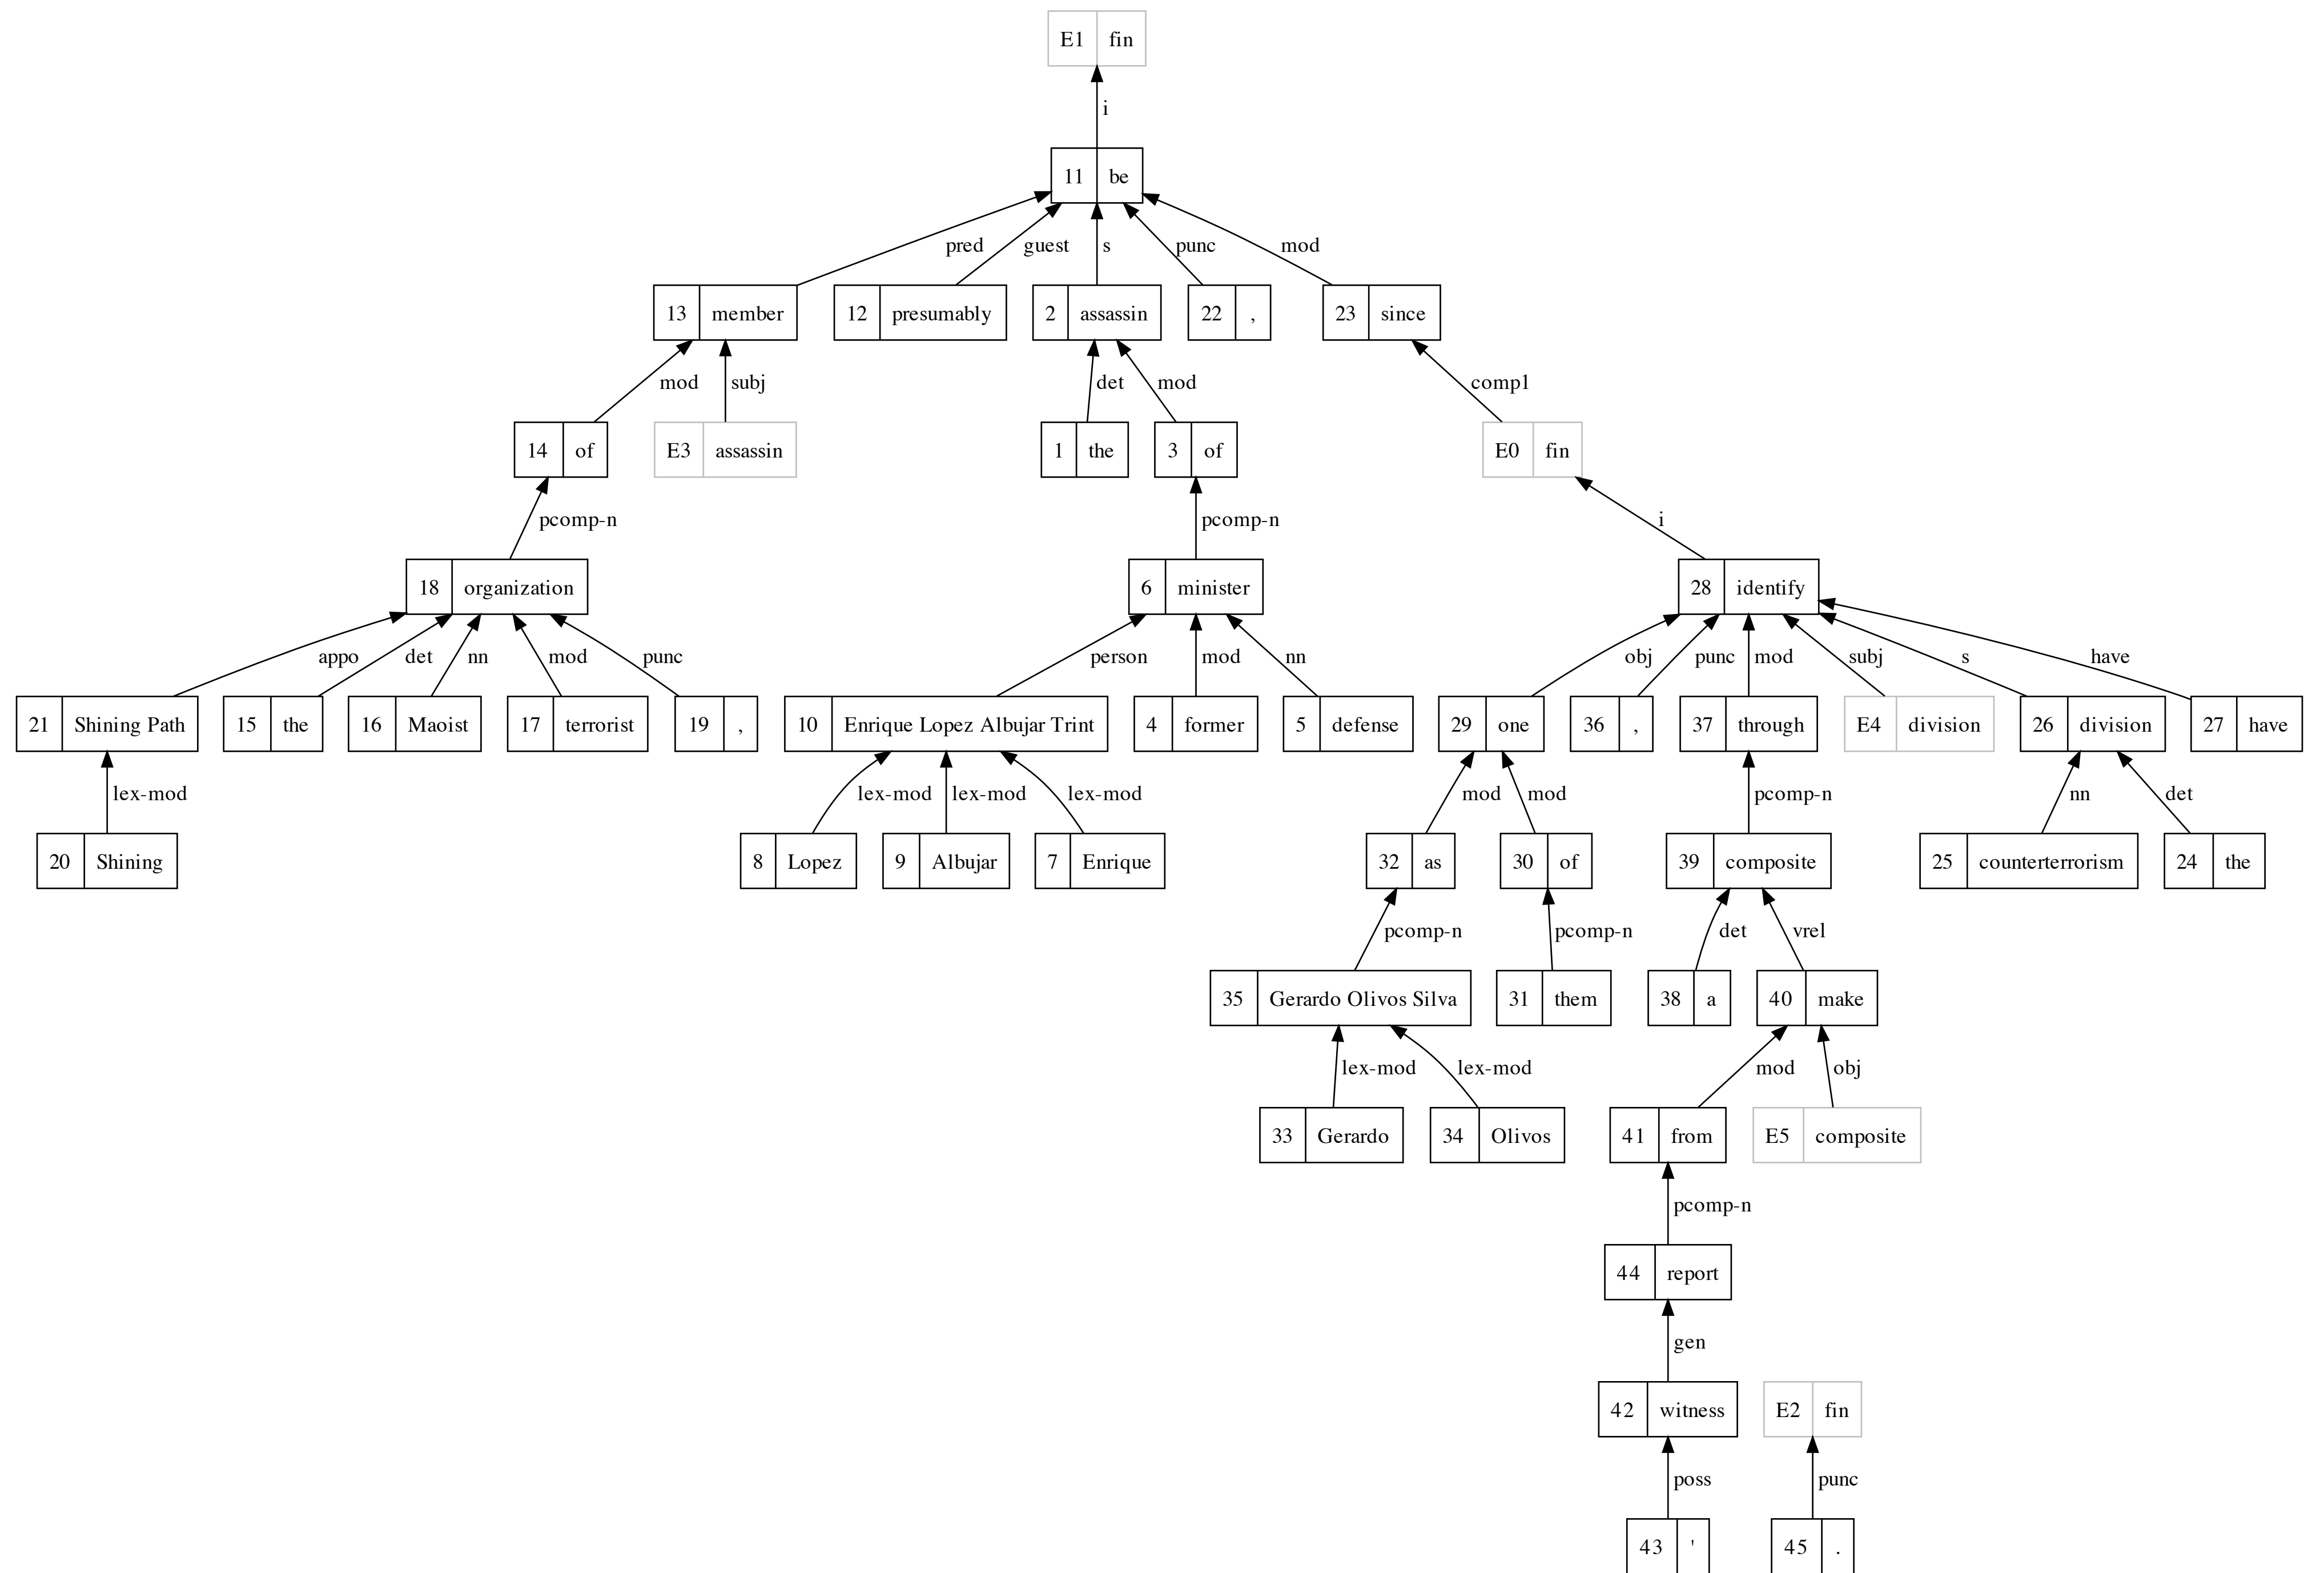 E1 fin
i
11 be
pred guest s punc mod
13 member 12 presumably 2 assassin 22 , 23 since
mod subj det mod comp1
14 of E3 assassin 1 the 3 of E0 fin
pcomp-n pcomp-n i
18 organization 6 minister 28 identify
appo det nn mod punc person mod nn obj punc mod subj s have
21 Shining Path 15 the 16 Maoist 17 terrorist 19 , 10 Enrique Lopez Albujar Trint 4 former 5 defense 29 one 36 , 37 through E4 division 26 division 27 have
lex-mod lex-mod lex-mod lex-mod mod mod pcomp-n nn det
20 Shining 8 Lopez 9 Albujar 7 Enrique 32 as 30 of 39 composite 25 counterterrorism 24 the
pcomp-n pcomp-n det vrel
35 Gerardo Olivos Silva 31 them 38 a 40 make
lex-mod lex-mod mod obj
33 Gerardo 34 Olivos 41 from E5 composite
pcomp-n
44 report
gen
42 witness E2 fin
poss punc
43 ' 45 .